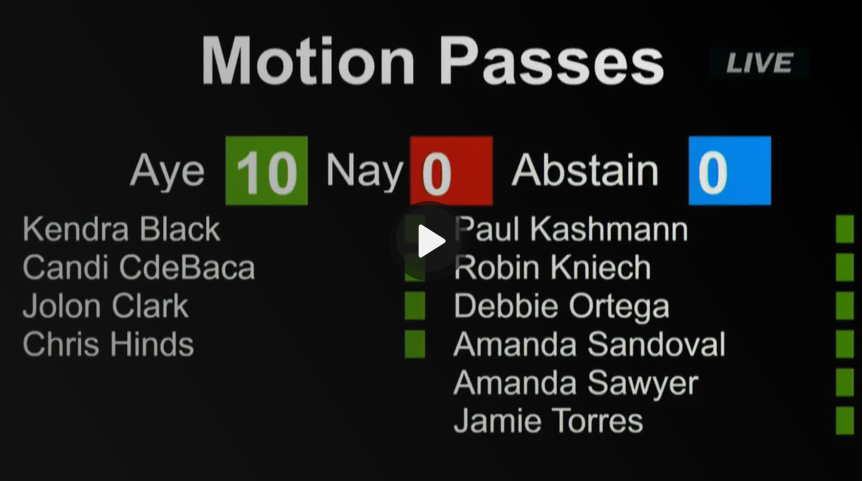 Motion Passes
LIVE
Aye 10 Nay 0 Abstain 0
Kendra Black
Candi CdeBaca
Jolon Clark
Chris Hinds
Paul Kashmann
Robin Kniech
Debbie Ortega
Amanda Sandoval
Amanda Sawyer
Jamie Torres